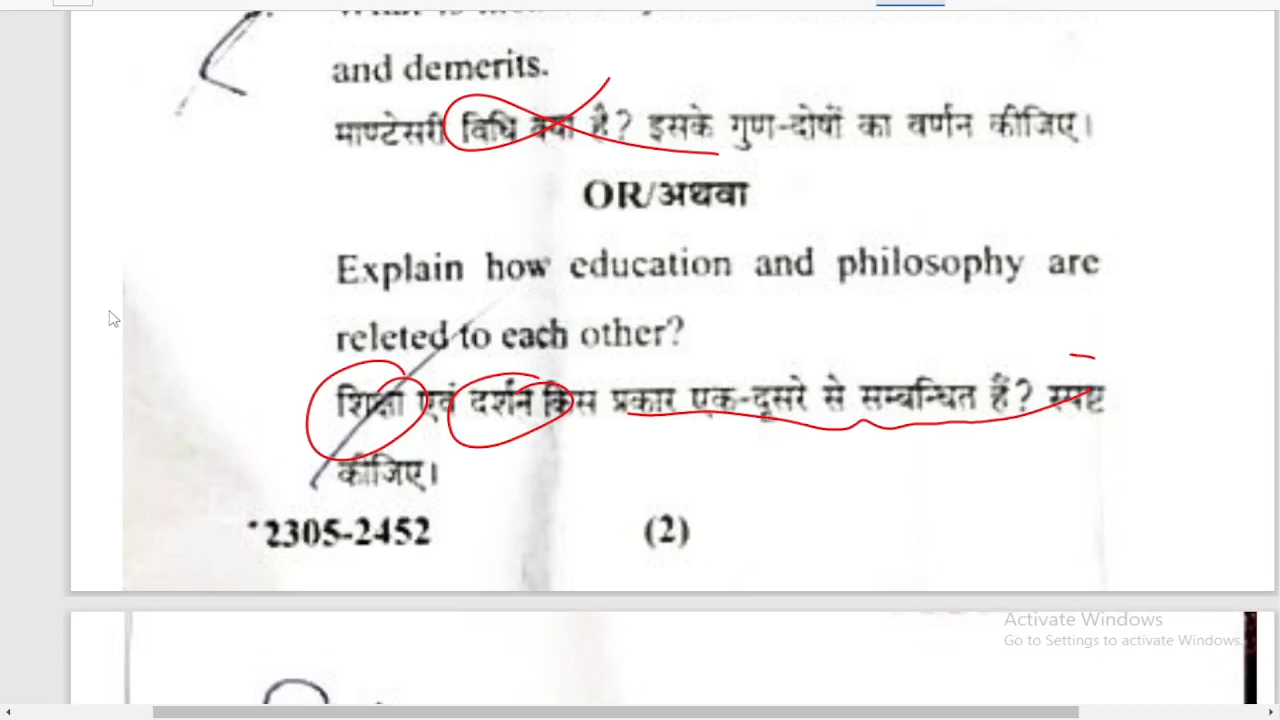 and demerits.
माण्टेसरी विधि क्या है? इसके गुण-दोषों का वर्णन कीजिए।
OR/अथवा
Explain how education and philosophy are
releted to each other?
शिक्षा एवं दर्शन किस प्रकार एक-दूसरे से सम्बन्धित हैं? स्पष्ट
कीजिए।
*2305-2452 (2)
Activate Windows
Go to Settings to activate Windows.